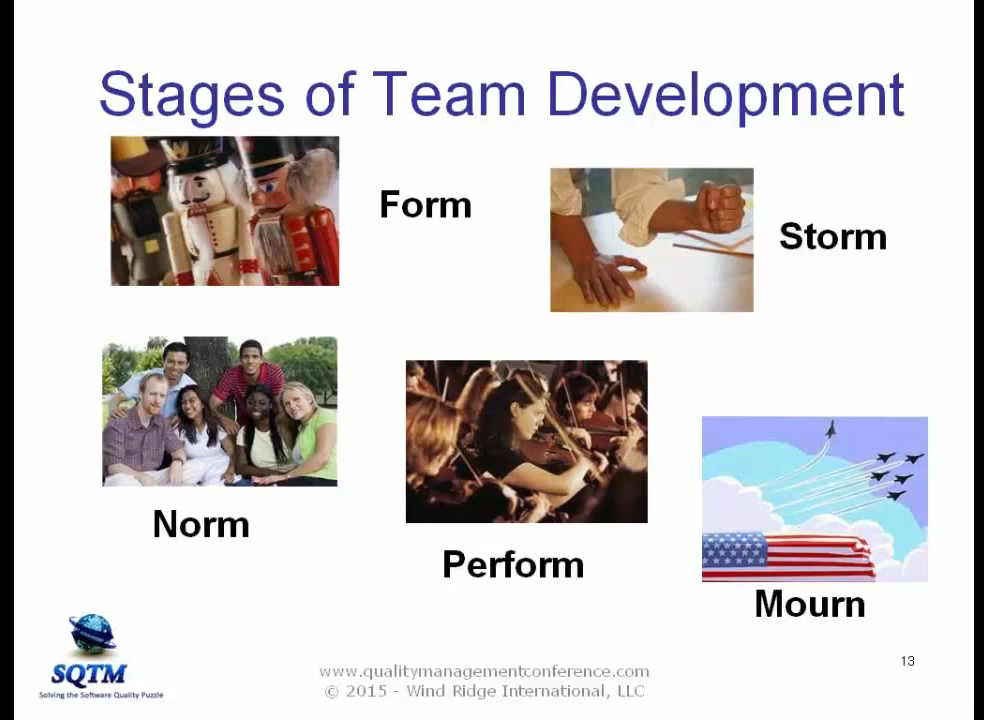 Stages of Team Development
Form
Storm
Norm
Perform
Mourn
SQTM
Solving the Software Quality Puzzle
www.qualitymanagementconference.com
© 2015 - Wind Ridge International, LLC
13